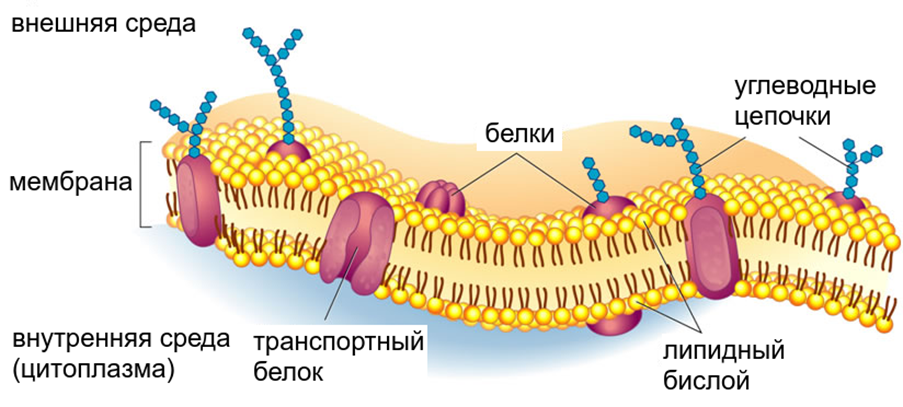 внешняя среда
углеводные
цепочки
белки
мембрана
внутренняя среда
(цитоплазма)
транспортный
белок
липидный
бислой